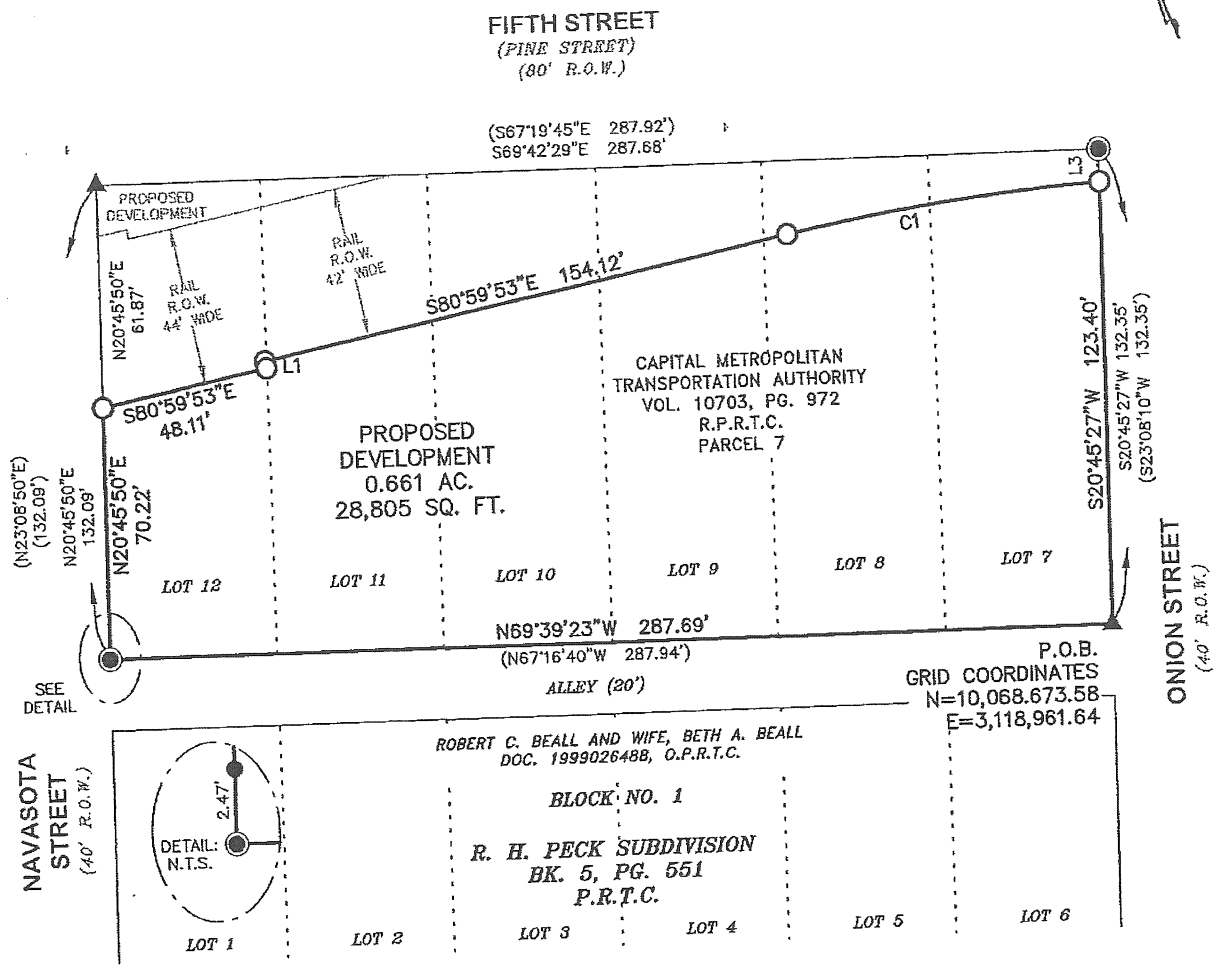 FIFTH STREET
(PINE STREET)
(80' R.O.W.)
(S67°19'45"E 287.92')
S69°42'29"E 287.68'
L3
PROPOSED
DEVELOPMENT
RAIL
R.O.W.
42' WIDE
RAIL
R.O.W.
44' WIDE
C1
S80°59'53"E 154.12'
N20°45'50"E
61.87'
L1
S80°59'53"E
48.11'
CAPITAL METROPOLITAN
TRANSPORTATION AUTHORITY
VOL. 10703, PG. 972
R.P.R.T.C.
PARCEL 7
S20°45'27"W 123.40'
S20°45'27"W 132.35'
(S23°08'10"W 132.35')
PROPOSED
DEVELOPMENT
0.661 AC.
28,805 SQ. FT.
(N23°08'50"E)
(132.09')
N20°45'50"E
132.09'
N20°45'50"E
70.22'
LOT 12
LOT 11
LOT 10
LOT 9
LOT 8
LOT 7
N69°39'23"W 287.69'
(N67°16'40"W 287.94')
ALLEY (20')
P.O.B.
GRID COORDINATES
N=10,068.673.58
E=3,118,961.64
ONION STREET
(40' R.O.W.)
SEE
DETAIL
ROBERT C. BEALL AND WIFE, BETH A. BEALL
DOC. 1999026488, O.P.R.T.C.
BLOCK NO. 1
R. H. PECK SUBDIVISION
BK. 5, PG. 551
P.R.T.C.
NAVASOTA
STREET
(40' R.O.W.)
2.47'
DETAIL:
N.T.S.
LOT 1
LOT 2
LOT 3
LOT 4
LOT 5
LOT 6